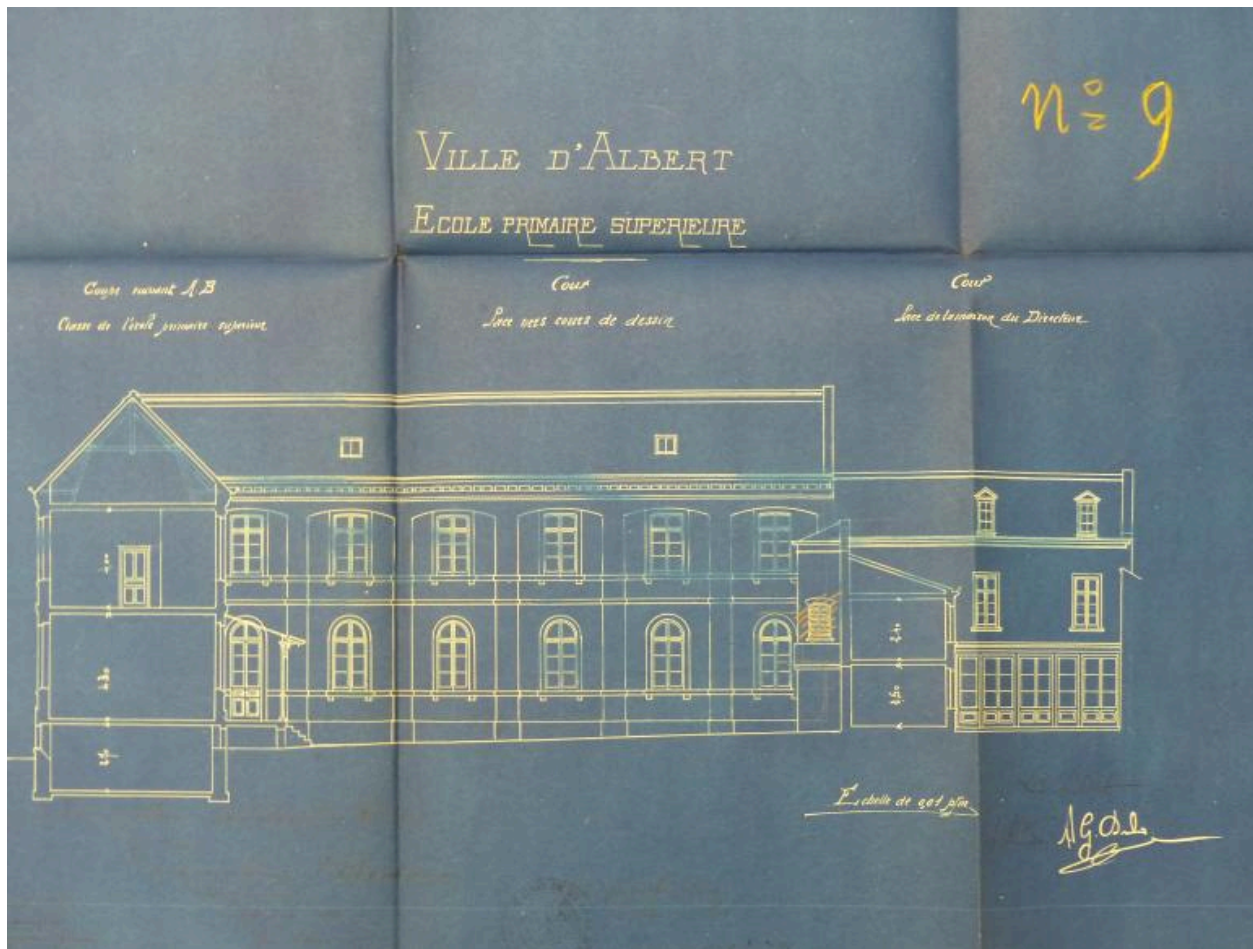 N° 9
VILLE D'ALBERT
ECOLE PRIMAIRE SUPERIEURE
Coupe suivant A.B
Classe de l'école primaire supérieure
Cour
Face vers cours de dessin
Cour
Face de la maison du Directeur
Echelle de 0,01 p/m